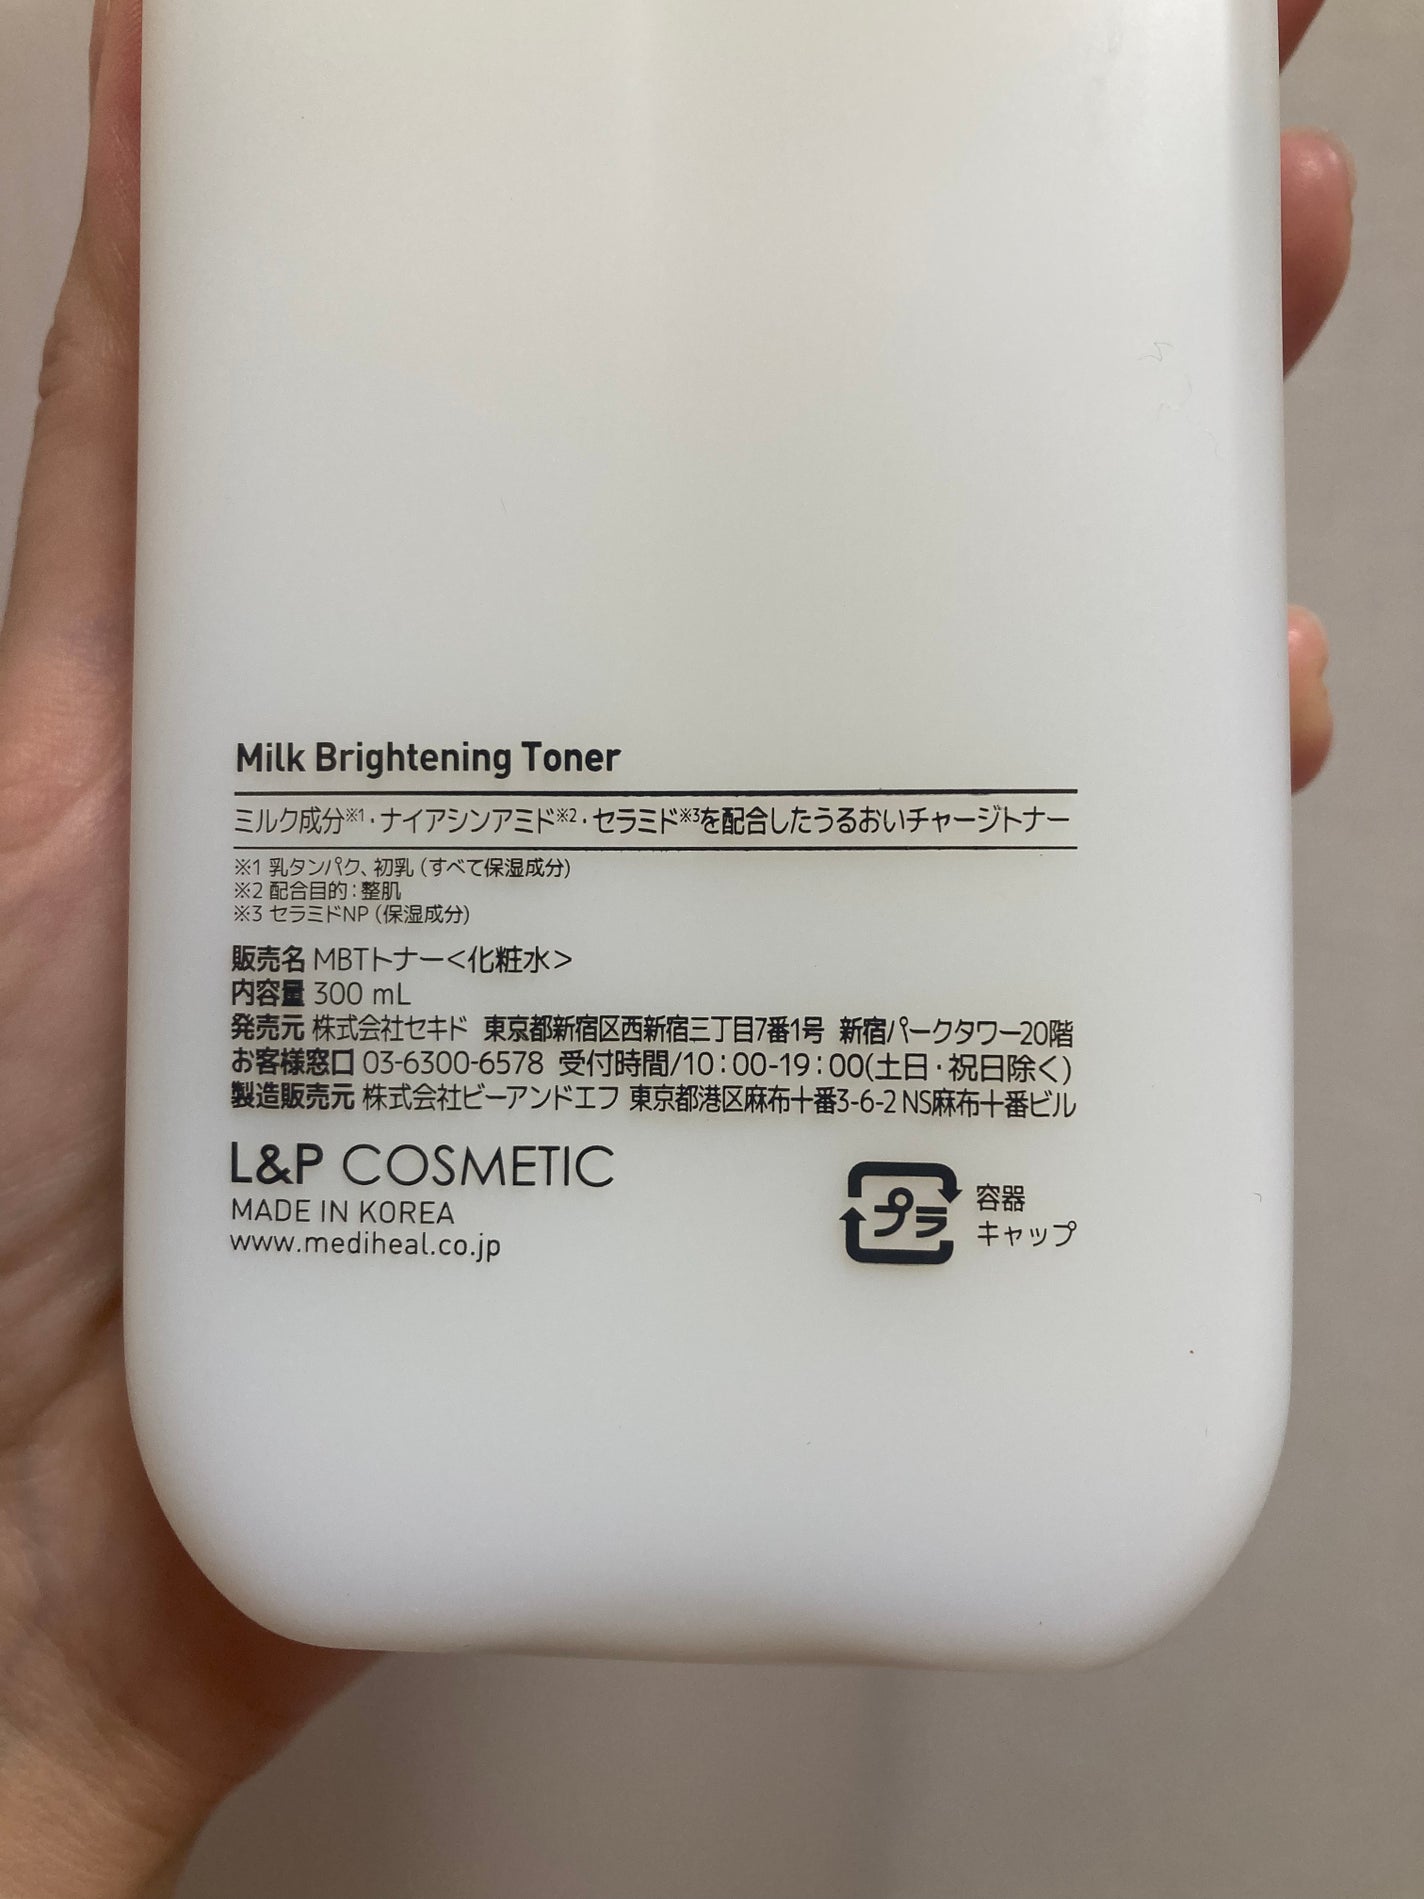 Milk Brightening Toner
ミルク成分※1・ナイアシンアミド※2・セラミド※3を配合したうるおいチャージトナー
※1 乳タンパク、初乳（すべて保湿成分）
※2 配合目的：整肌
※3 セラミドNP（保湿成分）
販売名 MBTトナー＜化粧水＞
内容量 300 mL
発売元 株式会社セキド 東京都新宿区西新宿三丁目7番1号 新宿パークタワー20階
お客様窓口 03-6300-6578 受付時間/10：00-19：00(土日・祝日除く)
製造販売元 株式会社ビーアンドエフ 東京都港区麻布十番3-6-2 NS麻布十番ビル
L&P COSMETIC
MADE IN KOREA
www.mediheal.co.jp
プラ
容器
キャップ